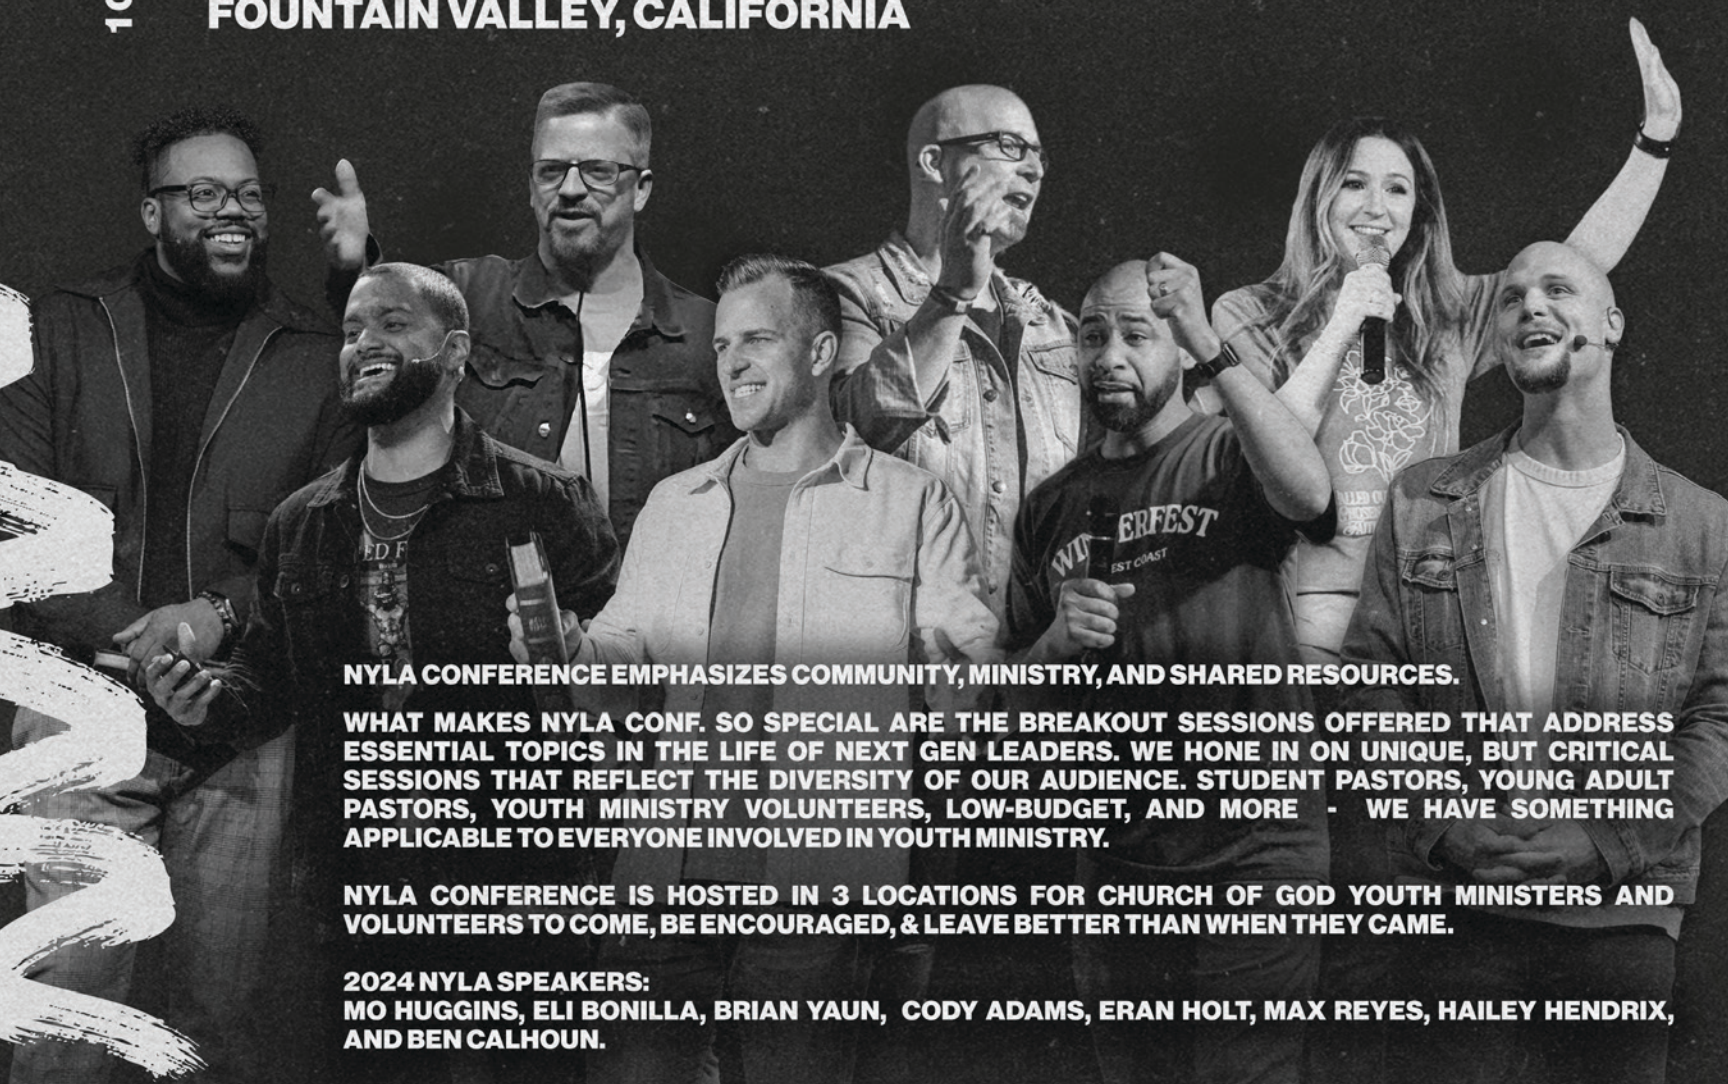 10
FOUNTAIN VALLEY, CALIFORNIA
ERFEST
EST COAST
ED F
NYLA CONFERENCE EMPHASIZES COMMUNITY, MINISTRY, AND SHARED RESOURCES.
WHAT MAKES NYLA CONF. SO SPECIAL ARE THE BREAKOUT SESSIONS OFFERED THAT ADDRESS
ESSENTIAL TOPICS IN THE LIFE OF NEXT GEN LEADERS. WE HONE IN ON UNIQUE, BUT CRITICAL
SESSIONS THAT REFLECT THE DIVERSITY OF OUR AUDIENCE. STUDENT PASTORS, YOUNG ADULT
PASTORS, YOUTH MINISTRY VOLUNTEERS, LOW-BUDGET, AND MORE - WE HAVE SOMETHING
APPLICABLE TO EVERYONE INVOLVED IN YOUTH MINISTRY.
NYLA CONFERENCE IS HOSTED IN 3 LOCATIONS FOR CHURCH OF GOD YOUTH MINISTERS AND
VOLUNTEERS TO COME, BE ENCOURAGED, & LEAVE BETTER THAN WHEN THEY CAME.
2024 NYLA SPEAKERS:
MO HUGGINS, ELI BONILLA, BRIAN YAUN, CODY ADAMS, ERAN HOLT, MAX REYES, HAILEY HENDRIX,
AND BEN CALHOUN.